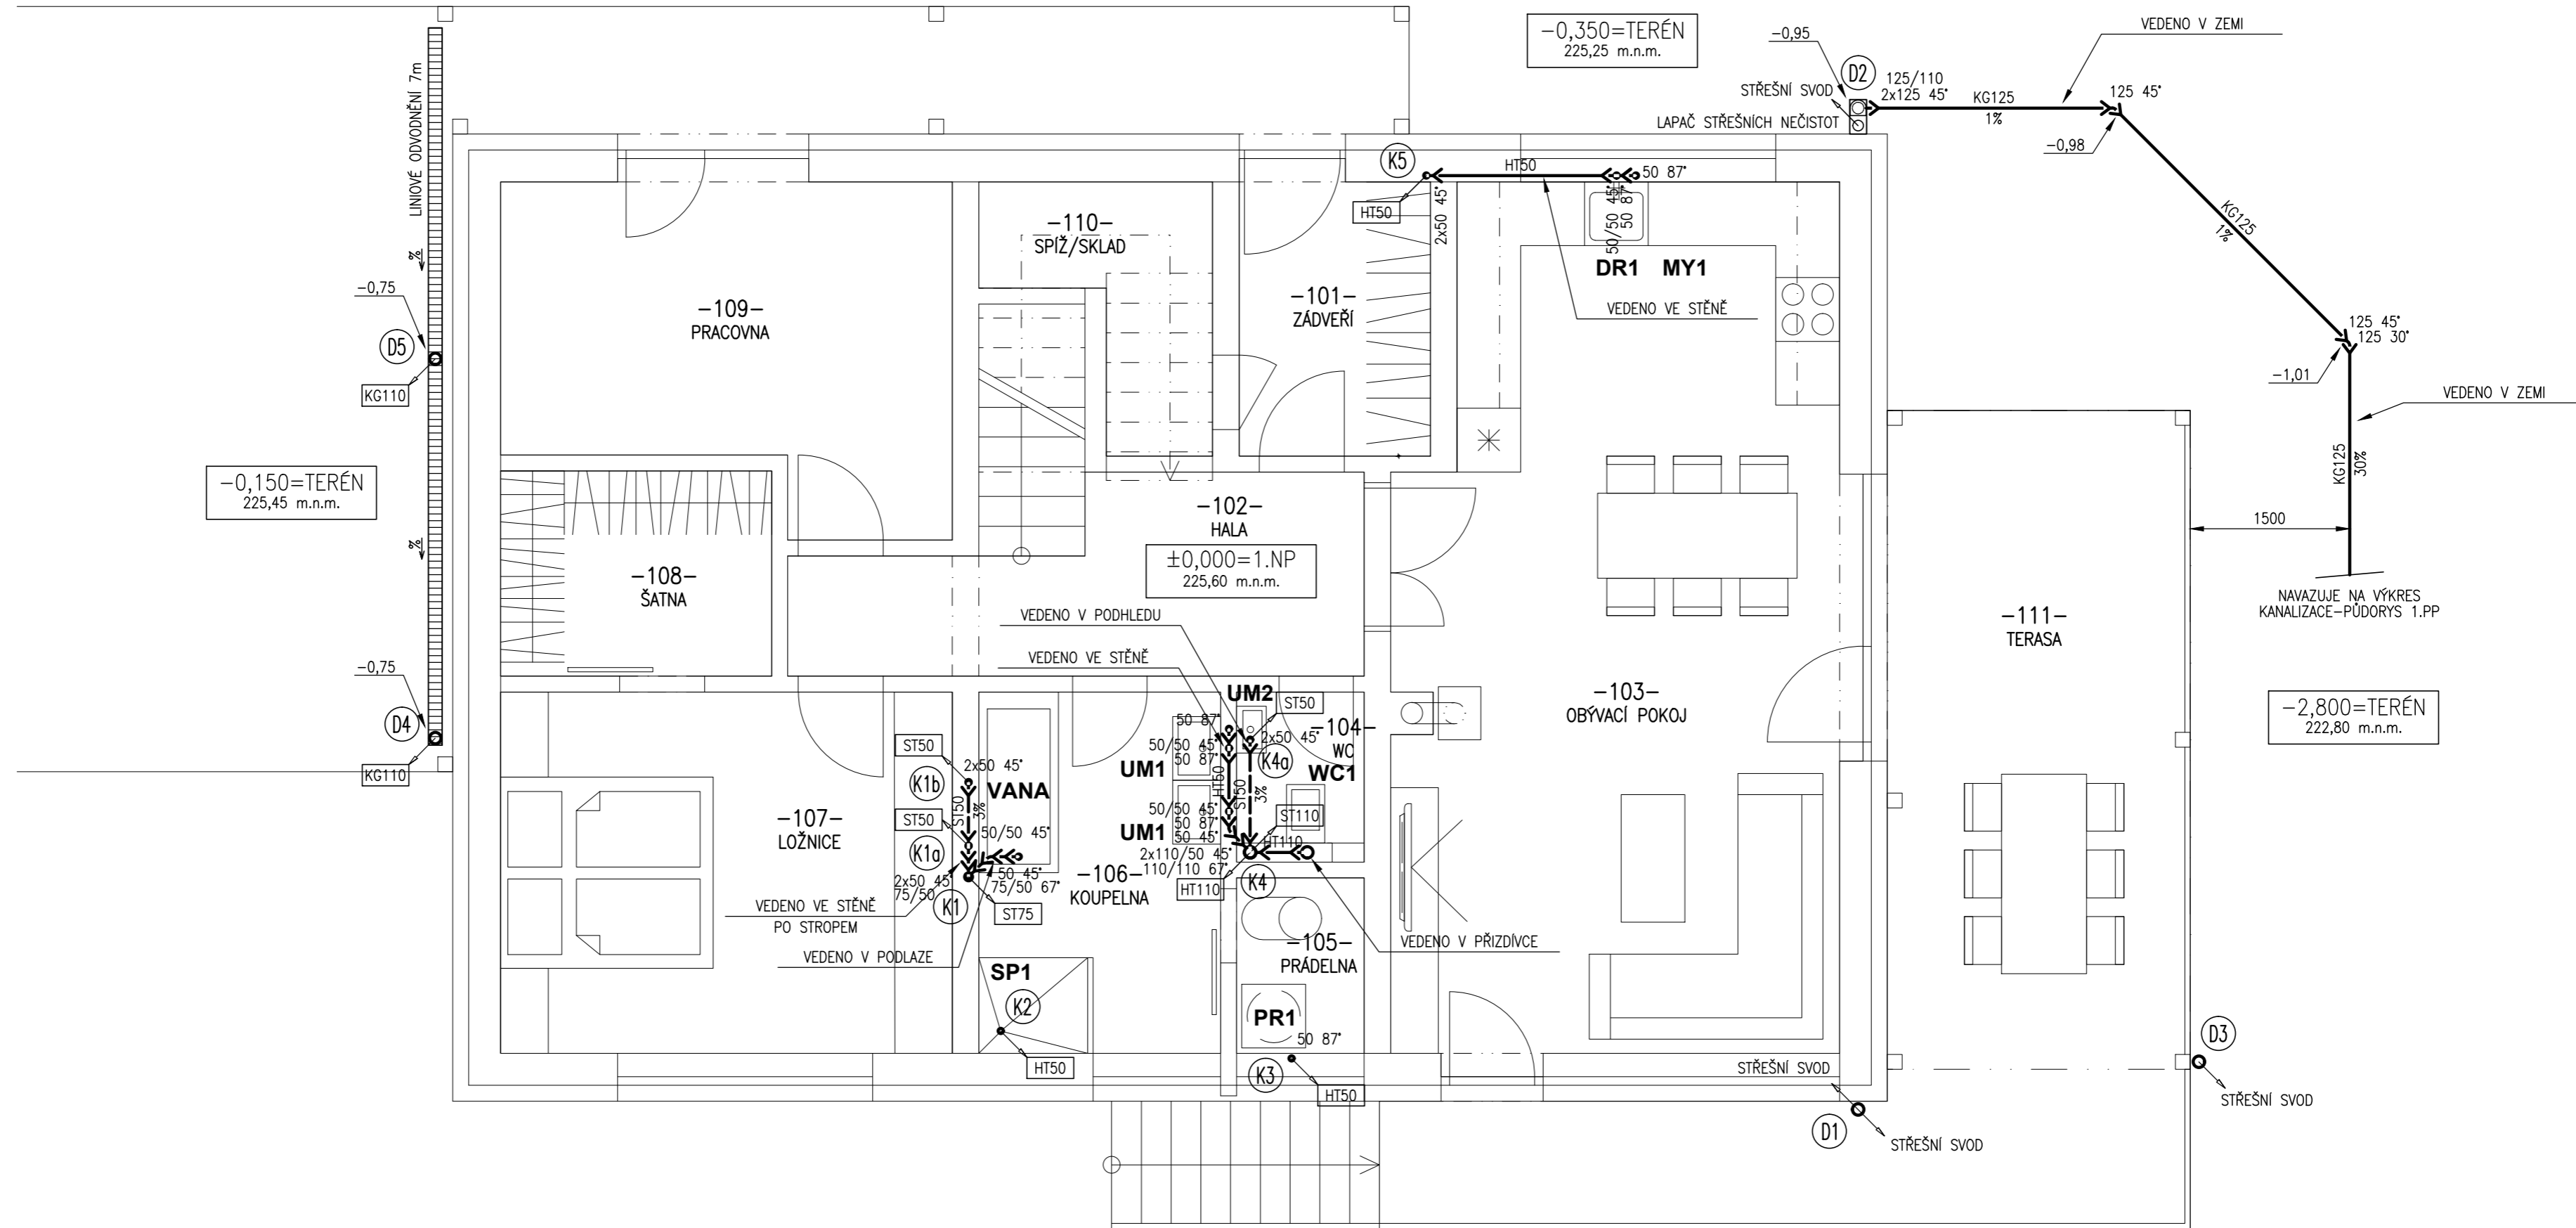 -0,350=TERÉN
225,25 m.n.m.
-0,95
VEDENO V ZEMI
D2
125/110
2x125 45°
KG125
1%
125 45°
STŘEŠNÍ SVOD
LAPAČ STŘEŠNÍCH NEČISTOT
-0,98
LINIOVÉ ODVODNĚNÍ 7m
%
K5
HT50
50 87°
HT50
2x50 45°
50/50 45°
50 87°
KG125
1%
-110-
SPÍŽ/SKLAD
DR1 MY1
-101-
ZÁDVEŘÍ
VEDENO VE STĚNĚ
-109-
PRACOVNA
-0,75
D5
KG110
125 45°
125 30°
-1,01
VEDENO V ZEMI
KG125
30%
-0,150=TERÉN
225,45 m.n.m.
%
-102-
HALA
±0,000=1.NP
225,60 m.n.m.
1500
-108-
ŠATNA
NAVAZUJE NA VÝKRES
KANALIZACE-PŮDORYS 1.PP
VEDENO V PODHLEDU
-111-
TERASA
VEDENO VE STĚNĚ
-0,75
D4
KG110
UM2
ST50
-103-
OBÝVACÍ POKOJ
-2,800=TERÉN
222,80 m.n.m.
50 87°
-104-
WC
WC1
ST50
2x50 45°
50/50 45°
50 87°
2x50 45°
K4a
UM1
K1b
VANA
HT50
ST50
3%
ST50
3%
ST50
50/50 45°
50/50 45°
50 87°
50 45°
UM1
ST110
HT110
-107-
LOŽNICE
K1a
2x110/50 45°
110/110 67°
2x50 45°
75/50
50 45°
75/50 67°
-106-
KOUPELNA
HT110
K4
K1
ST75
VEDENO VE STĚNĚ
PO STROPEM
VEDENO V PODLAZE
-105-
PRÁDELNA
VEDENO V PŘIZDÍVCE
SP1
K2
PR1
50 87°
HT50
K3
HT50
STŘEŠNÍ SVOD
D3
STŘEŠNÍ SVOD
D1
STŘEŠNÍ SVOD